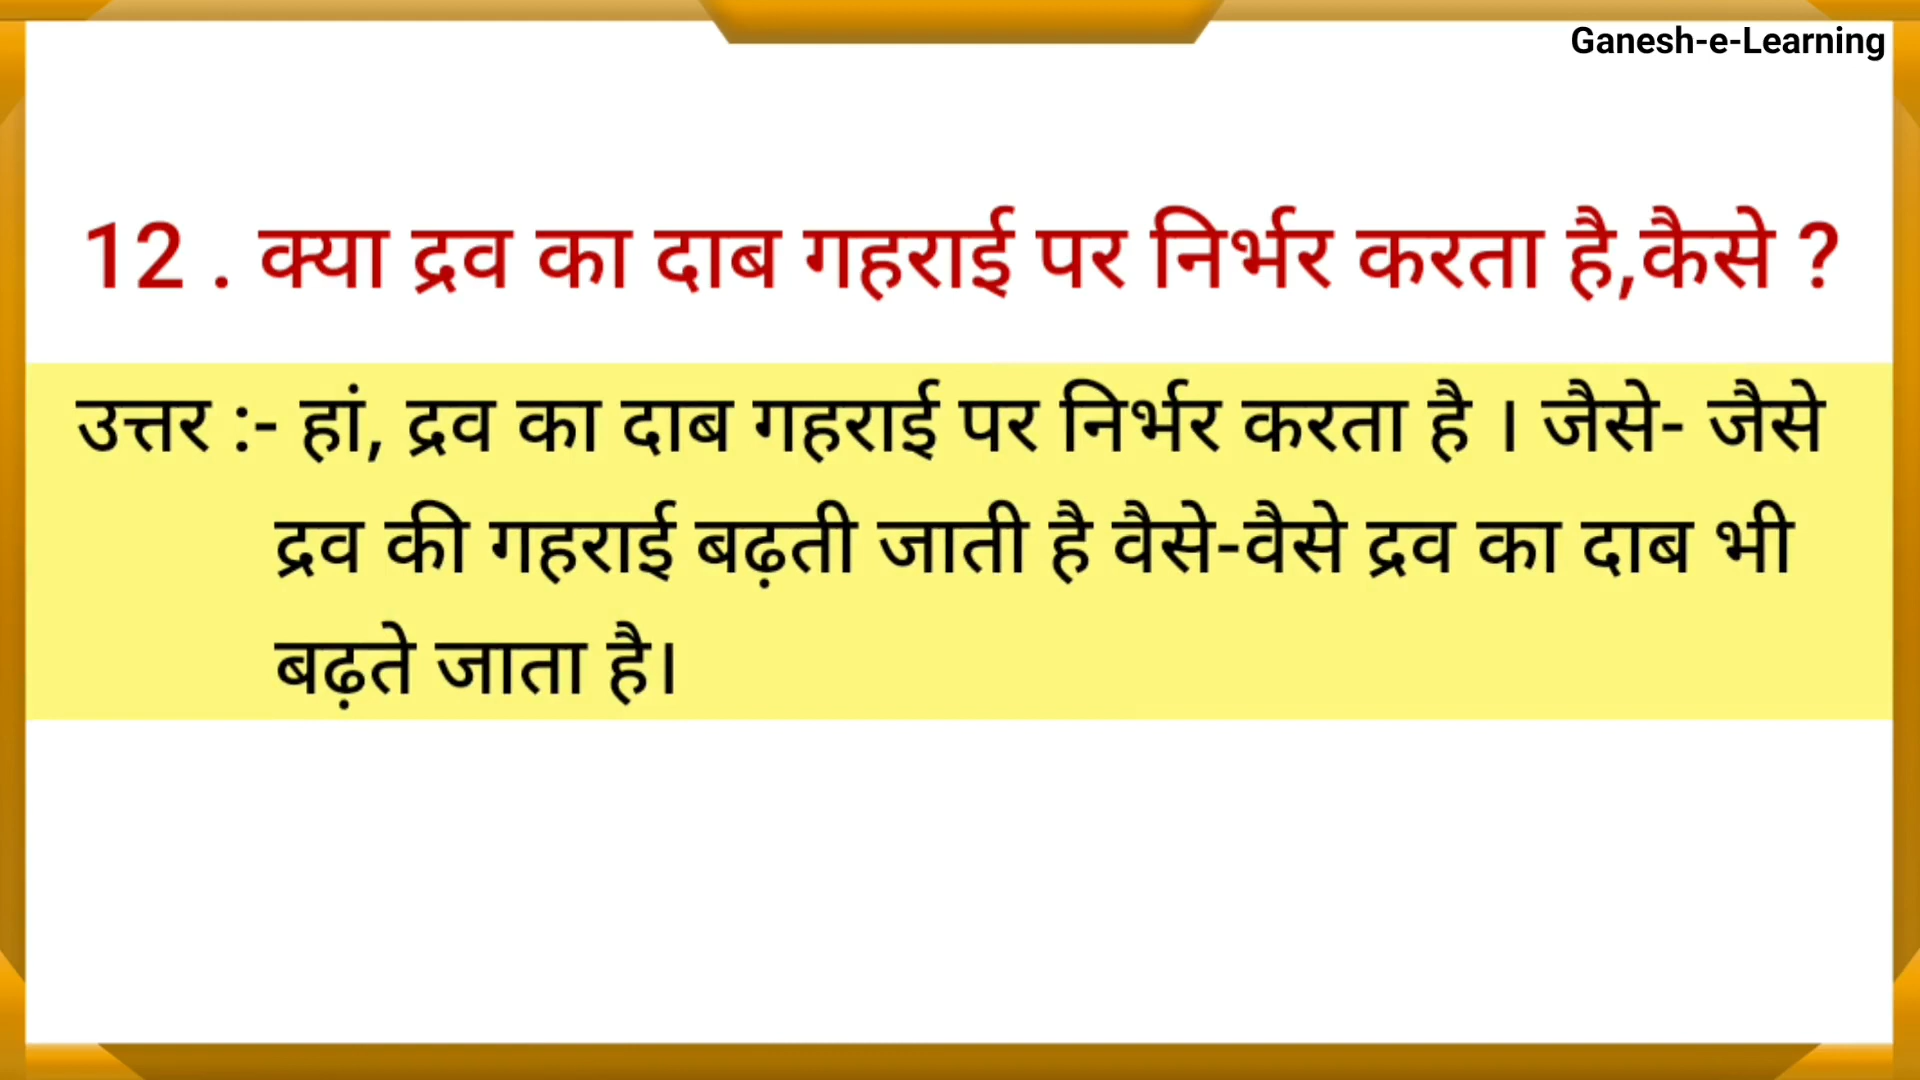 Ganesh-e-Learning
12 . क्या द्रव का दाब गहराई पर निर्भर करता है,कैसे ?
उत्तर :- हां, द्रव का दाब गहराई पर निर्भर करता है । जैसे- जैसे
द्रव की गहराई बढ़ती जाती है वैसे-वैसे द्रव का दाब भी
बढ़ते जाता है।